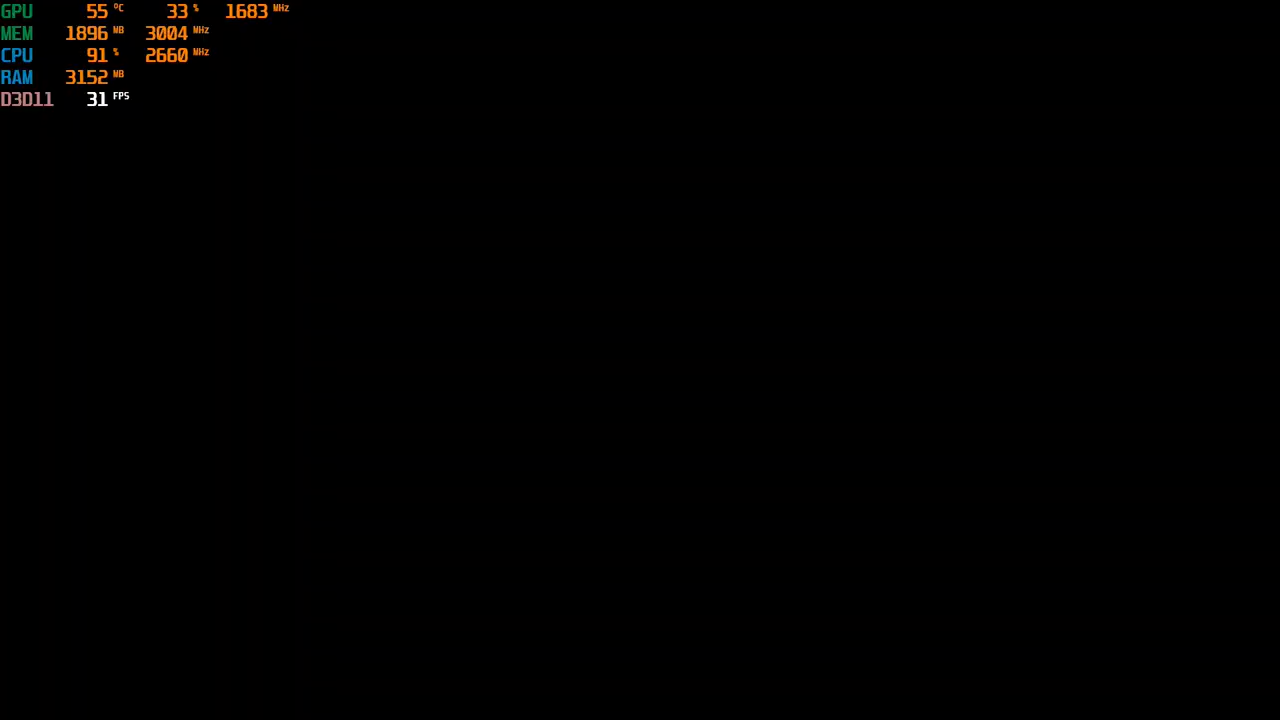 GPU 55 °C 33 % 1683 MHz
MEM 1896 MB 3004 MHz
CPU 91 % 2660 MHz
RAM 3152 MB
D3D11 31 FPS